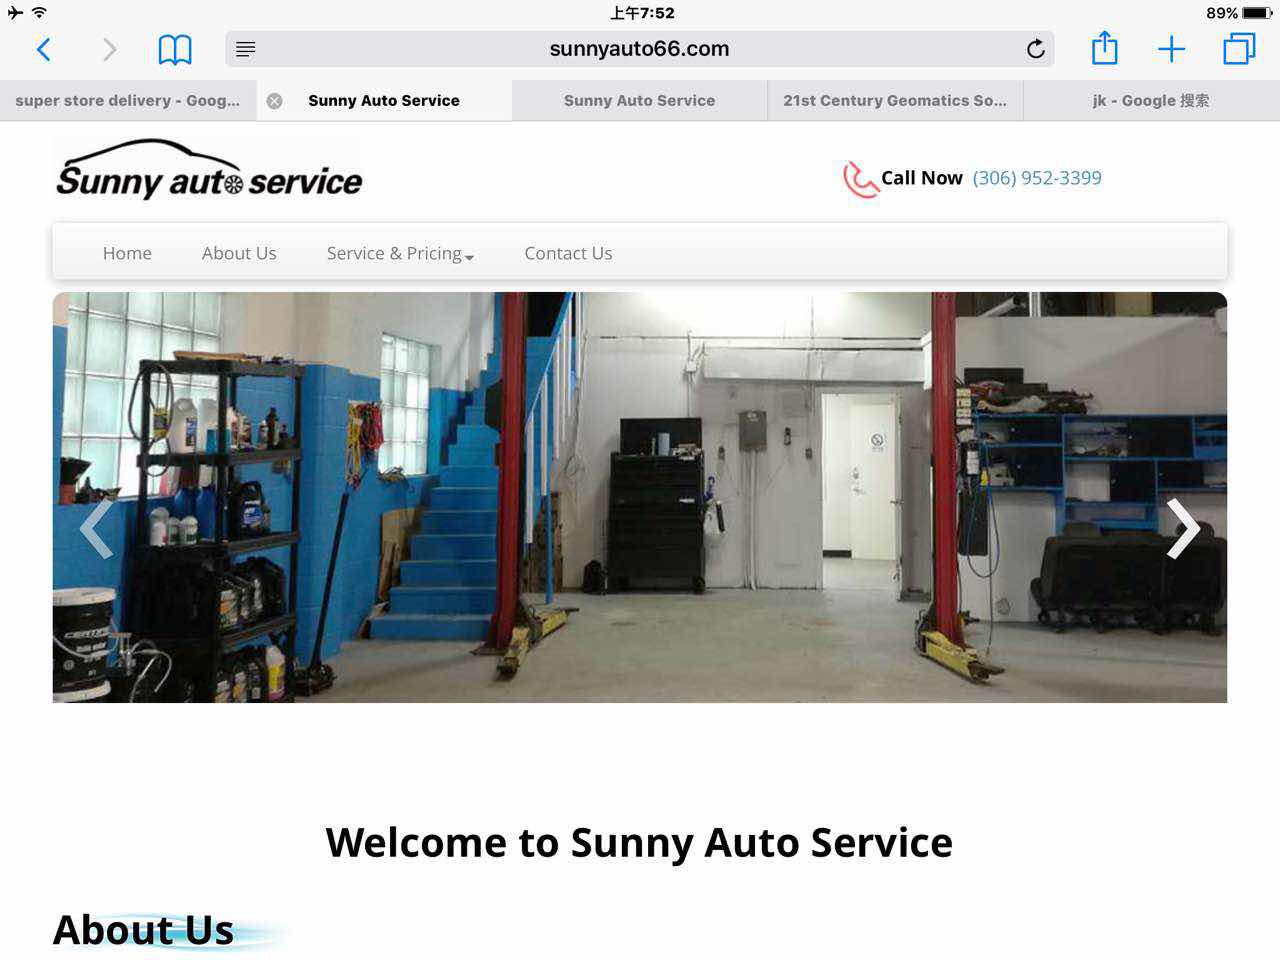 上午7:52
89%
sunnyauto66.com
super store delivery - Goog...
Sunny Auto Service
Sunny Auto Service
21st Century Geomatics So...
jk - Google 搜索
Sunny auto service
Call Now (306) 952-3399
Home
About Us
Service & Pricing
Contact Us
Welcome to Sunny Auto Service
About Us